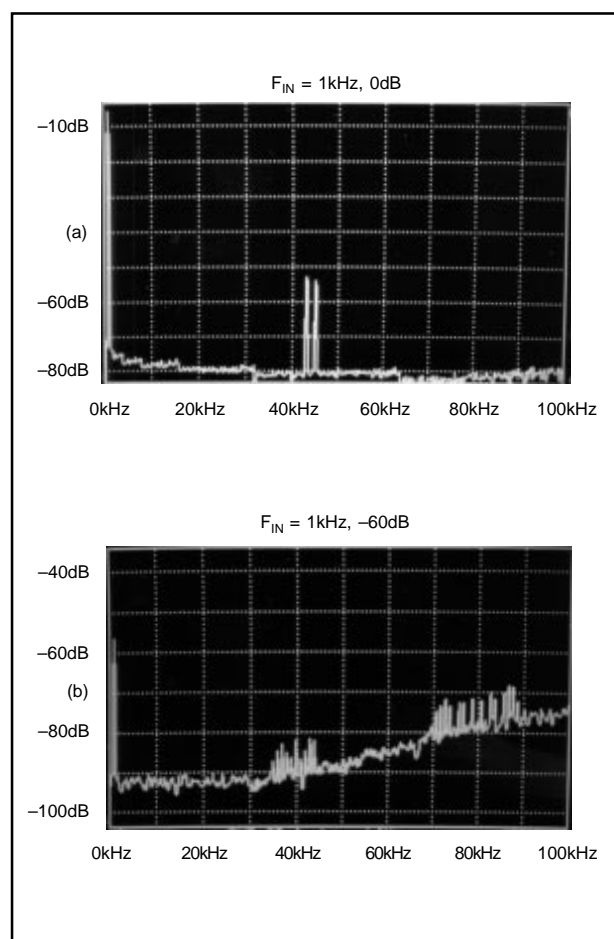 F_IN = 1kHz, 0dB
–10dB
(a)
–60dB
–80dB
0kHz 20kHz 40kHz 60kHz 80kHz 100kHz
F_IN = 1kHz, –60dB
–40dB
–60dB
(b)
–80dB
–100dB
0kHz 20kHz 40kHz 60kHz 80kHz 100kHz